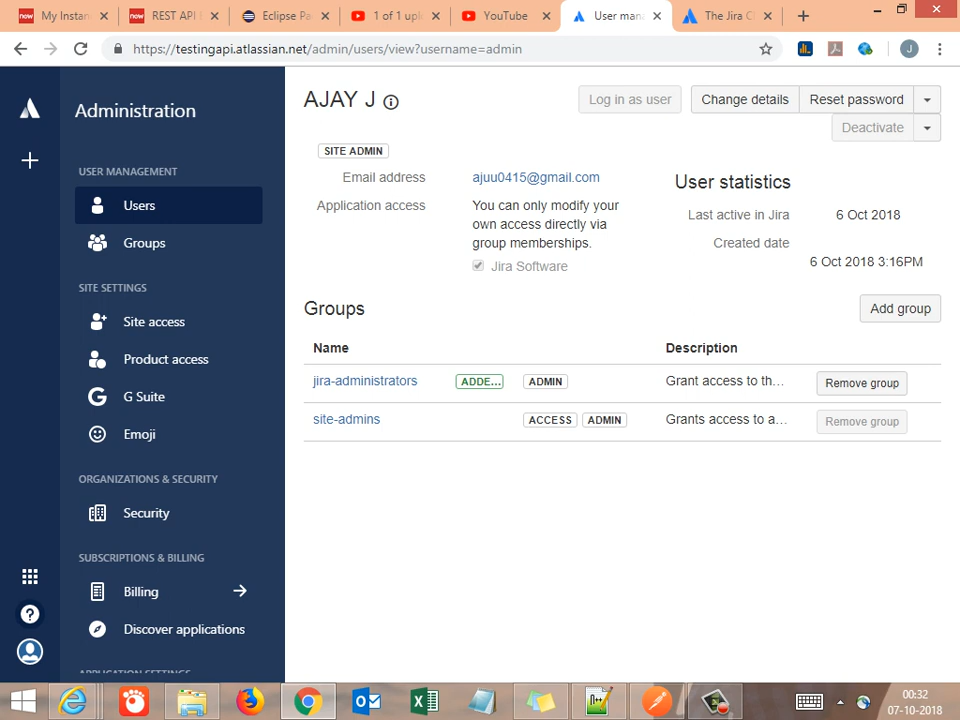 now My Instan
now REST API E
Eclipse Pa
1 of 1 upl
YouTube
User man
The Jira C
https://testingapi.atlassian.net/admin/users/view?username=admin
J
Administration
USER MANAGEMENT
Users
Groups
SITE SETTINGS
Site access
Product access
G Suite
Emoji
ORGANIZATIONS & SECURITY
Security
SUBSCRIPTIONS & BILLING
Billing
Discover applications
APPLICATION SETTINGS
AJAY J
Log in as user
Change details
Reset password
Deactivate
SITE ADMIN
Email address
ajuu0415@gmail.com
Application access
You can only modify your
own access directly via
group memberships.
Jira Software
User statistics
Last active in Jira
6 Oct 2018
Created date
6 Oct 2018 3:16PM
Groups
Add group
Name
Description
jira-administrators ADDE... ADMIN Grant access to th... Remove group
site-admins ACCESS ADMIN Grants access to a... Remove group
00:32
07-10-2018